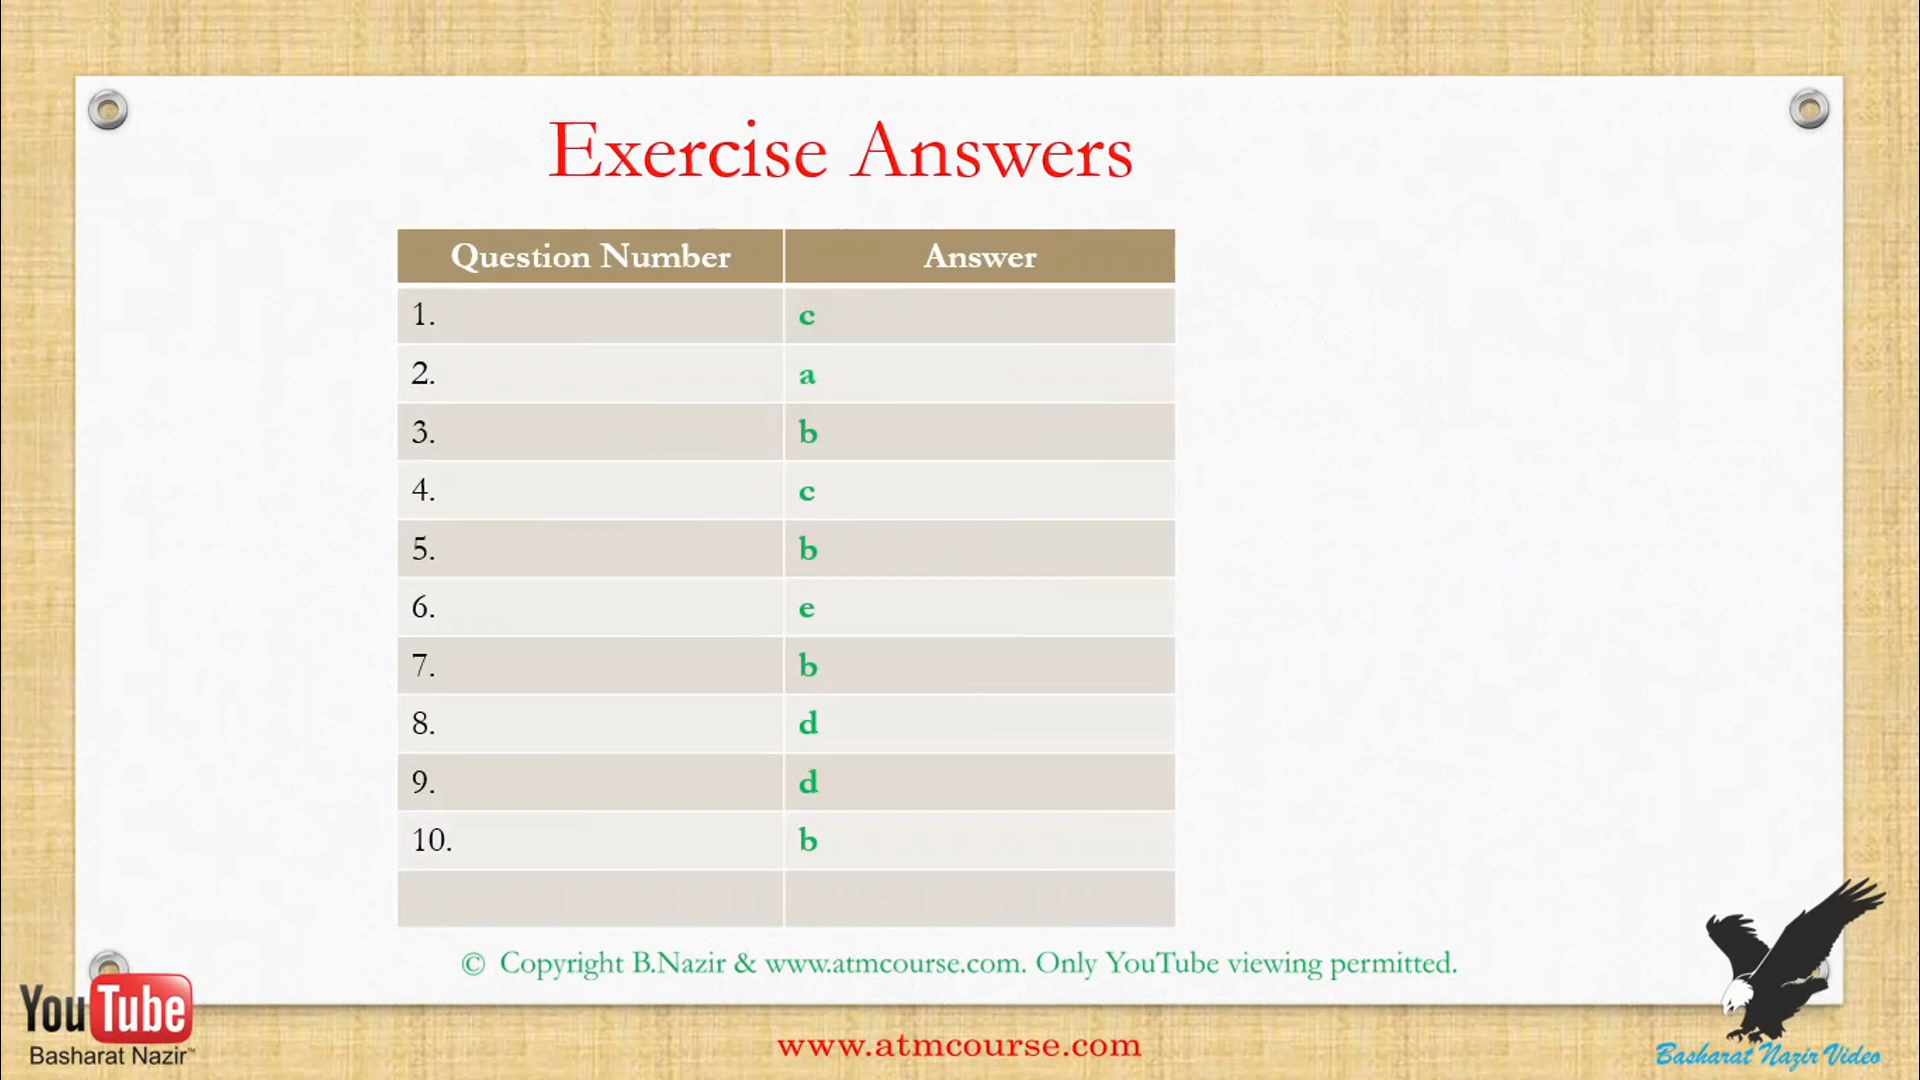 Exercise Answers
Question Number Answer
1. c
2. a
3. b
4. c
5. b
6. e
7. b
8. d
9. d
10. b
© Copyright B.Nazir & www.atmcourse.com. Only YouTube viewing permitted.
YouTube
Basharat Nazir™
www.atmcourse.com
Basharat Nazir Video